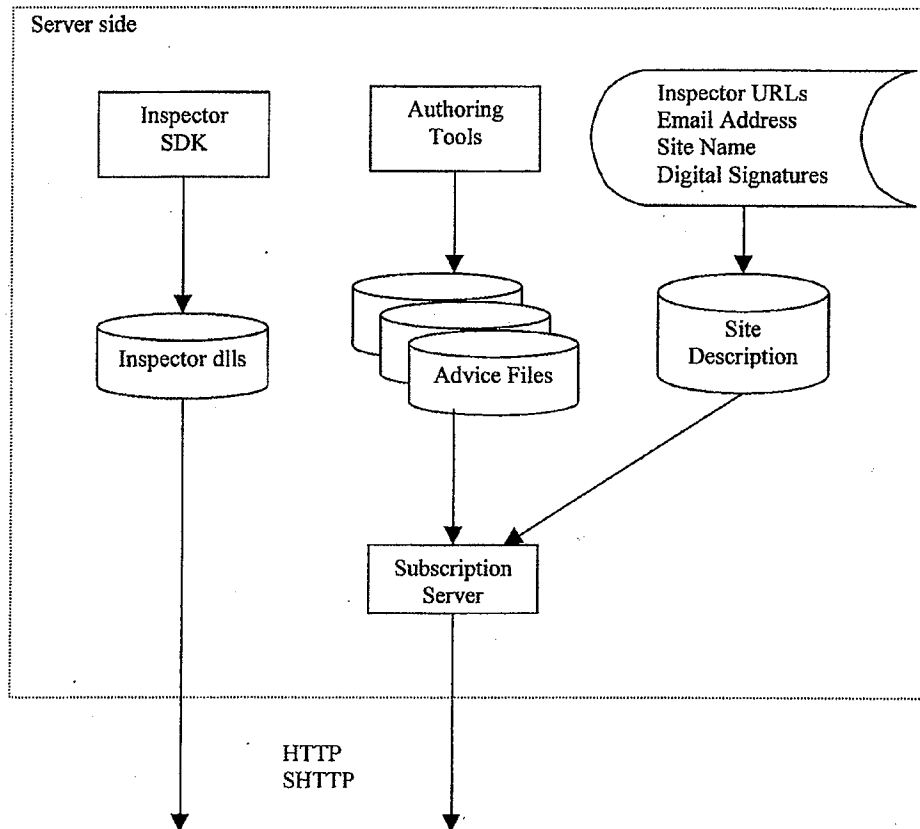 Server side
Inspector
SDK
Authoring
Tools
Inspector URLs
Email Address
Site Name
Digital Signatures
Inspector dlls
Advice Files
Site
Description
Subscription
Server
HTTP
SHTTP